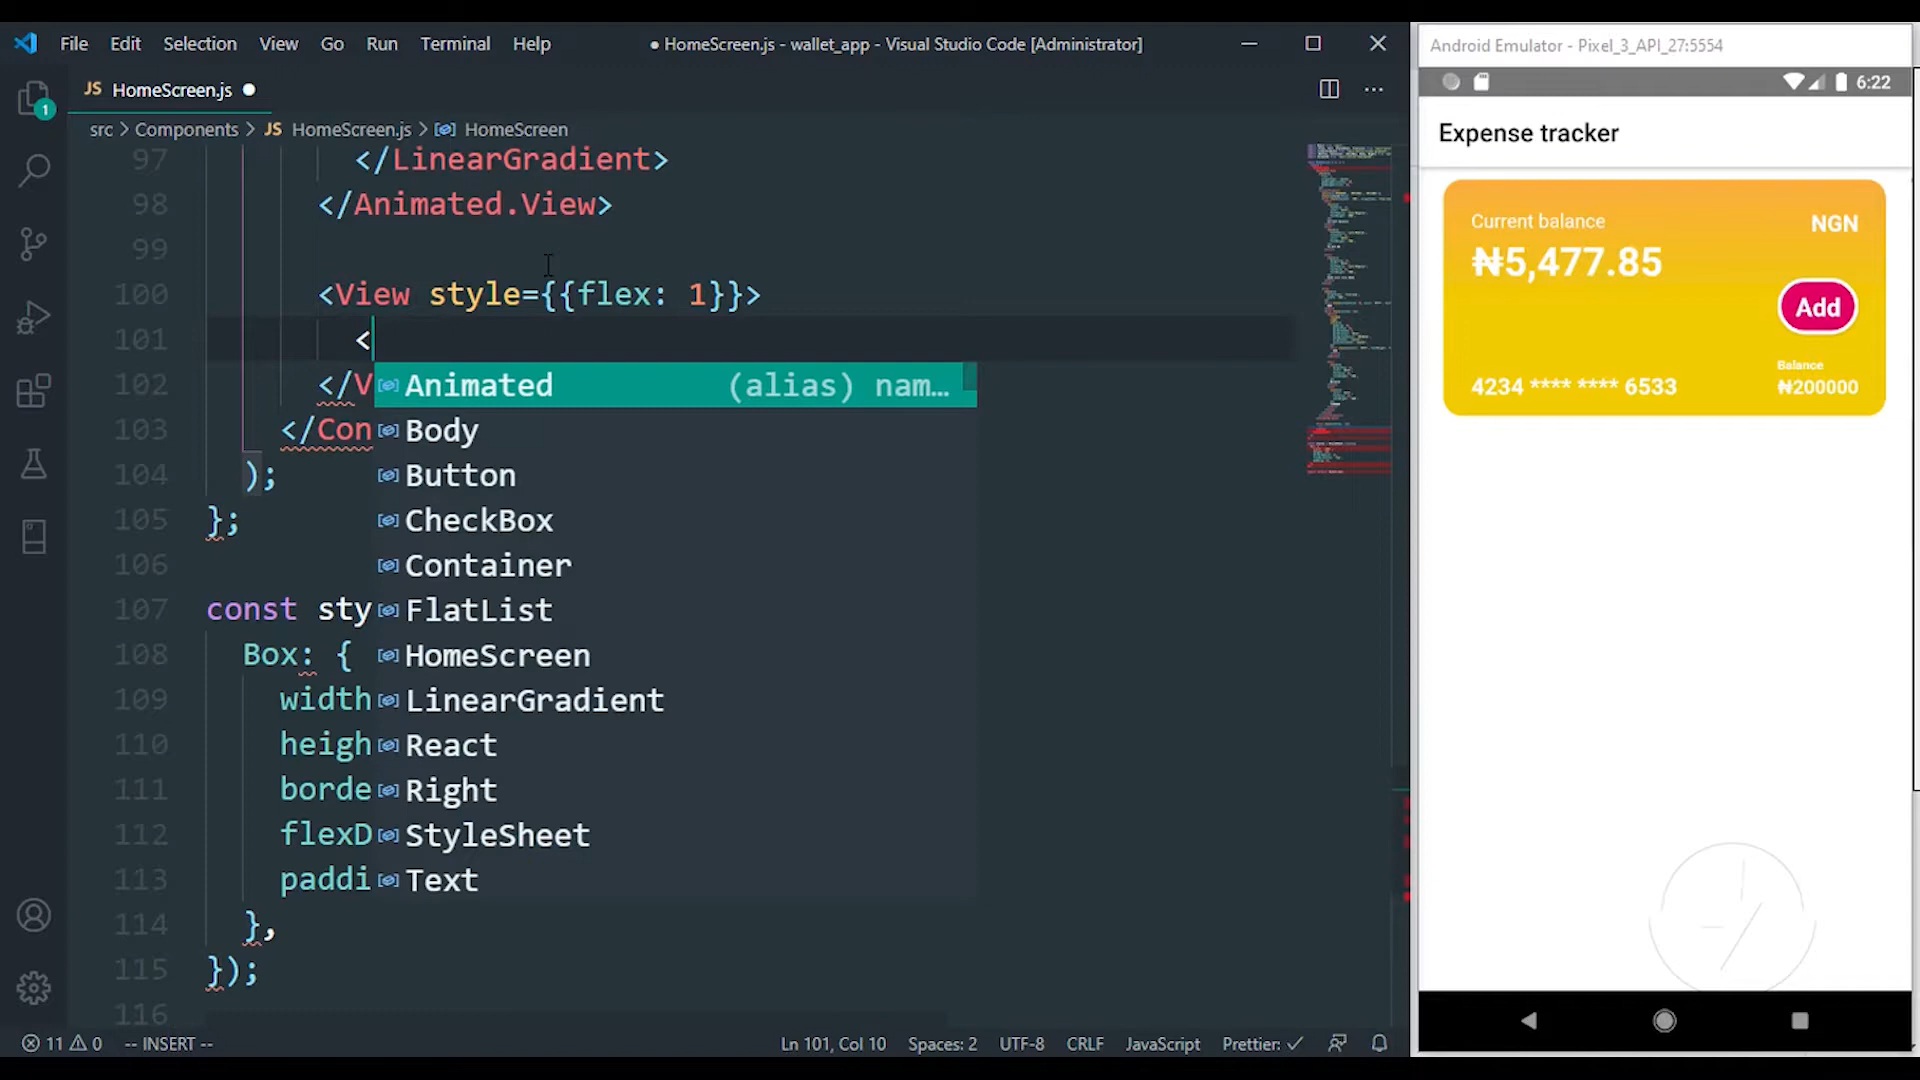 File Edit Selection View Go Run Terminal Help ● HomeScreen.js - wallet_app - Visual Studio Code [Administrator]
JS HomeScreen.js ●
src > Components > JS HomeScreen.js > HomeScreen
1
97 </LinearGradient>
98 </Animated.View>
99
100 <View style={{flex: 1}}>
101 <
102 </V
103 </Con
104 );
105 };
106
107 const sty
108 Box: {
109 width
110 heigh
111 borde
112 flexD
113 paddi
114 },
115 });
116
Animated (alias) nam…
Body
Button
CheckBox
Container
FlatList
HomeScreen
LinearGradient
React
Right
StyleSheet
Text
11 0 -- INSERT -- Ln 101, Col 10 Spaces: 2 UTF-8 CRLF JavaScript Prettier: ✓
Android Emulator - Pixel_3_API_27:5554
6:22
Expense tracker
Current balance NGN
₦5,477.85
Add
Balance
4234 **** **** 6533 ₦200000